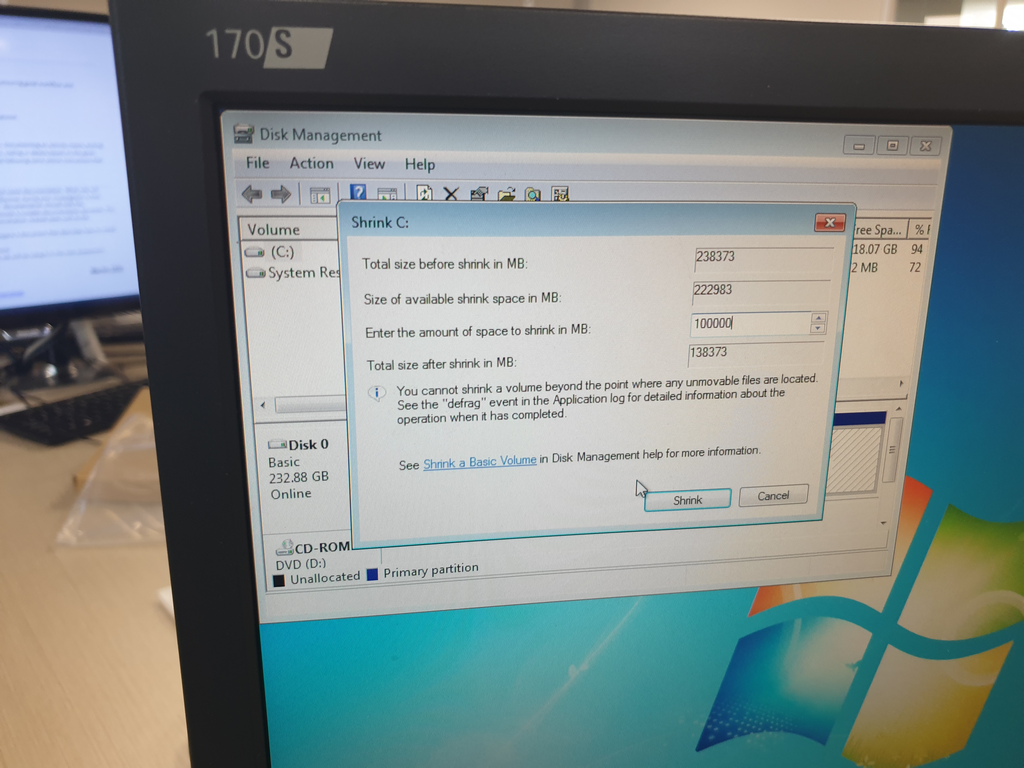 170 S
Disk Management
File Action View Help
Volume
ree Spa... %
(C:)
18.07 GB 94
System Res
2 MB 72
Shrink C:
Total size before shrink in MB: 238373
Size of available shrink space in MB: 222983
Enter the amount of space to shrink in MB: 100000
Total size after shrink in MB: 138373
You cannot shrink a volume beyond the point where any unmovable files are located.
See the "defrag" event in the Application log for detailed information about the
operation when it has completed.
See Shrink a Basic Volume in Disk Management help for more information.
Shrink Cancel
Disk 0
Basic
232.88 GB
Online
CD-ROM
DVD (D:)
Unallocated Primary partition